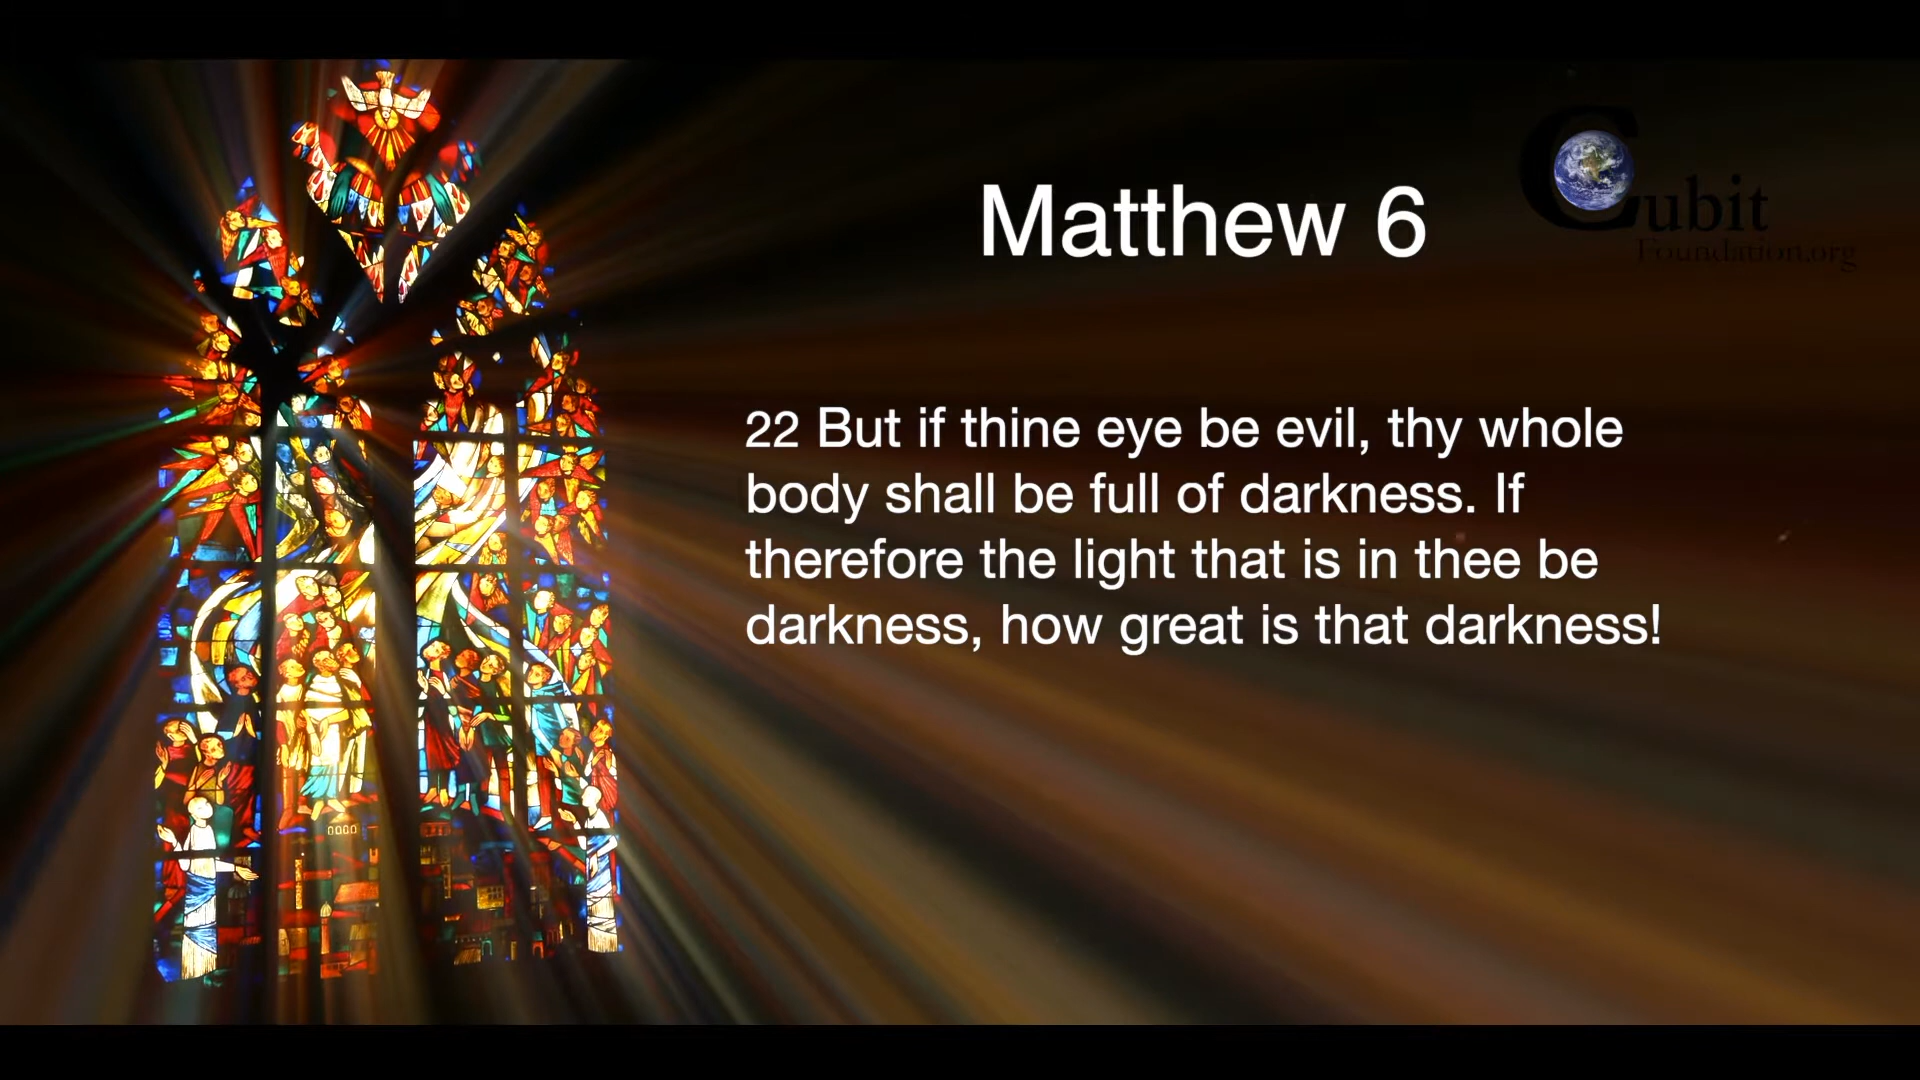 Matthew 6
Cubit
Foundation.org
22 But if thine eye be evil, thy whole
body shall be full of darkness. If
therefore the light that is in thee be
darkness, how great is that darkness!